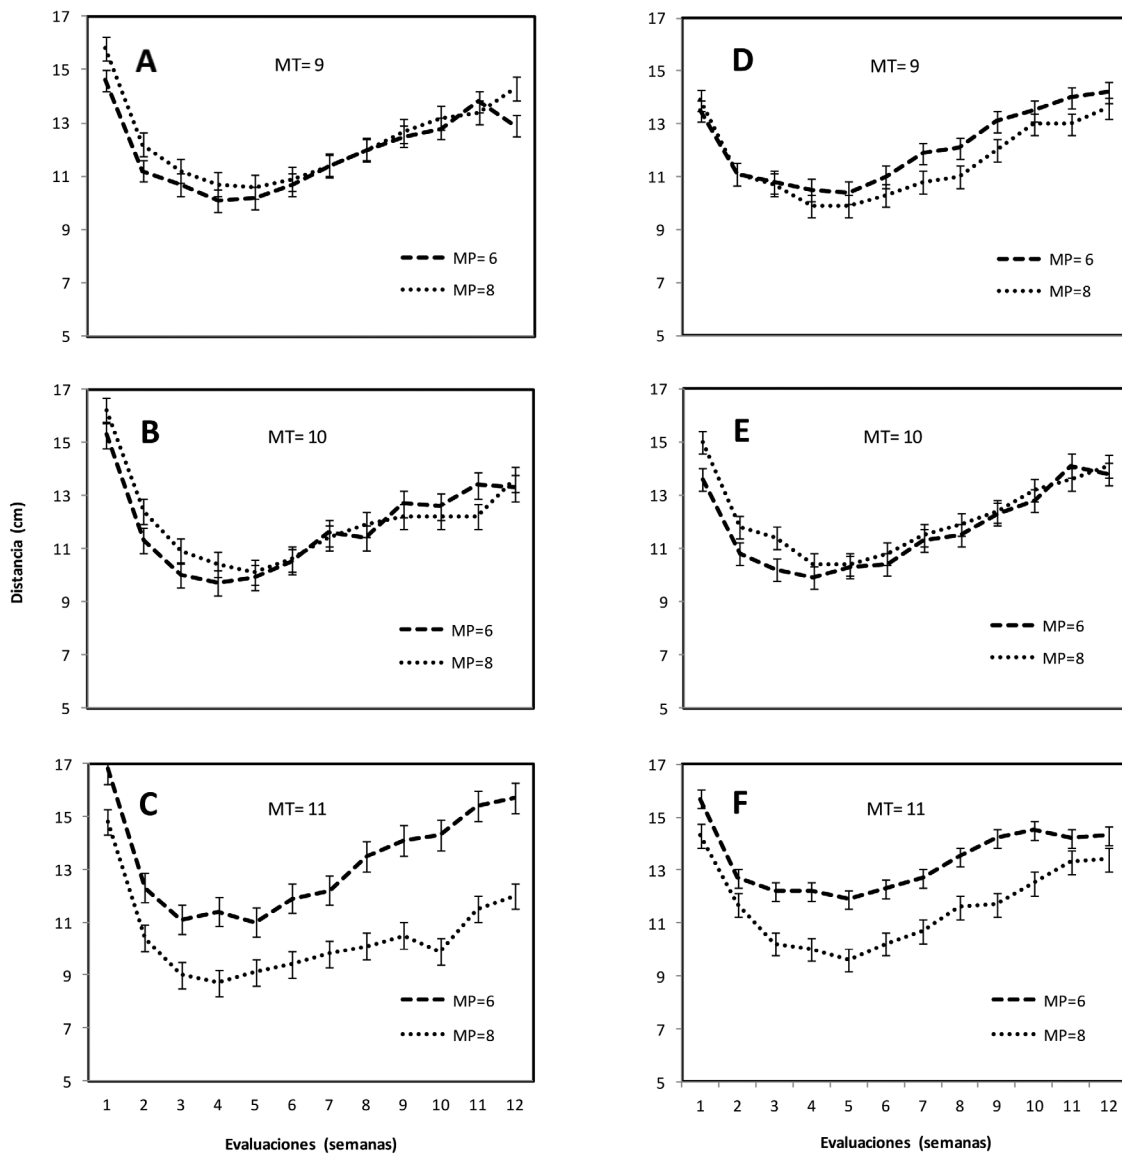 A
MT= 9
17
15
13
11
9
7
5
MP= 6
MP=8
D
MT= 9
17
15
13
11
9
7
5
MP= 6
MP=8
B
MT= 10
17
15
13
11
9
7
5
MP=6
MP=8
Distancia (cm)
E
MT= 10
17
15
13
11
9
7
5
MP=6
MP=8
C
MT= 11
17
15
13
11
9
7
5
MP=6
MP=8
1 2 3 4 5 6 7 8 9 10 11 12
Evaluaciones (semanas)
F
MT= 11
17
15
13
11
9
7
5
MP=6
MP=8
1 2 3 4 5 6 7 8 9 10 11 12
Evaluaciones (semanas)